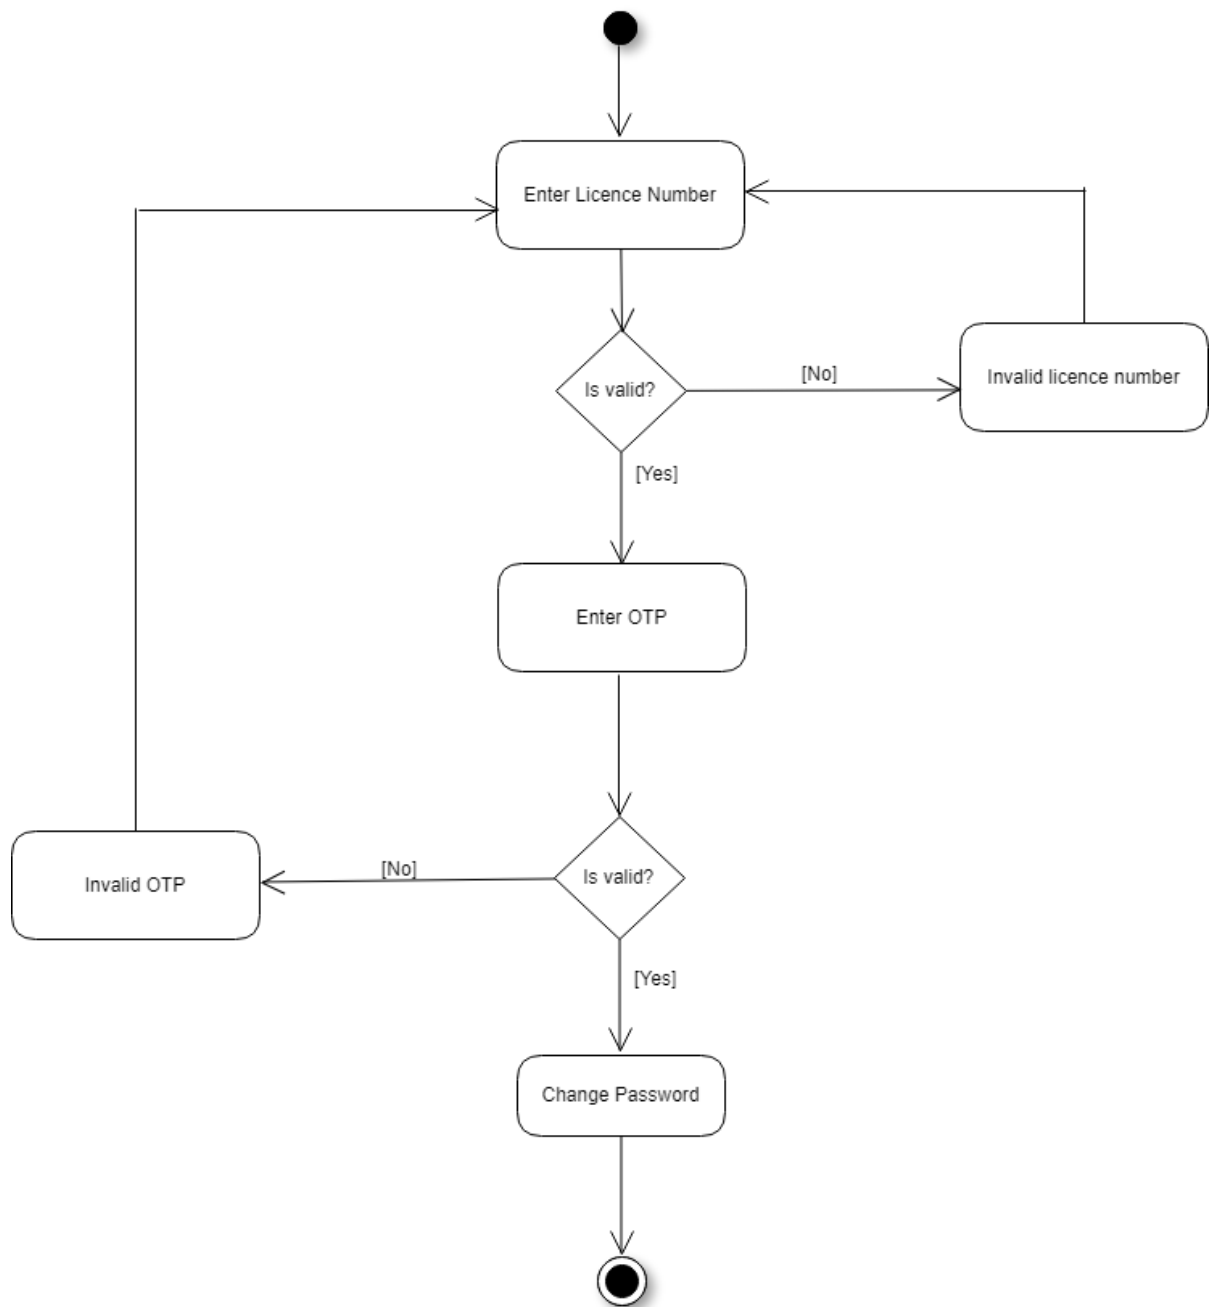 Enter Licence Number
Is valid?
[No]
Invalid licence number
[Yes]
Enter OTP
Is valid?
[No]
Invalid OTP
[Yes]
Change Password